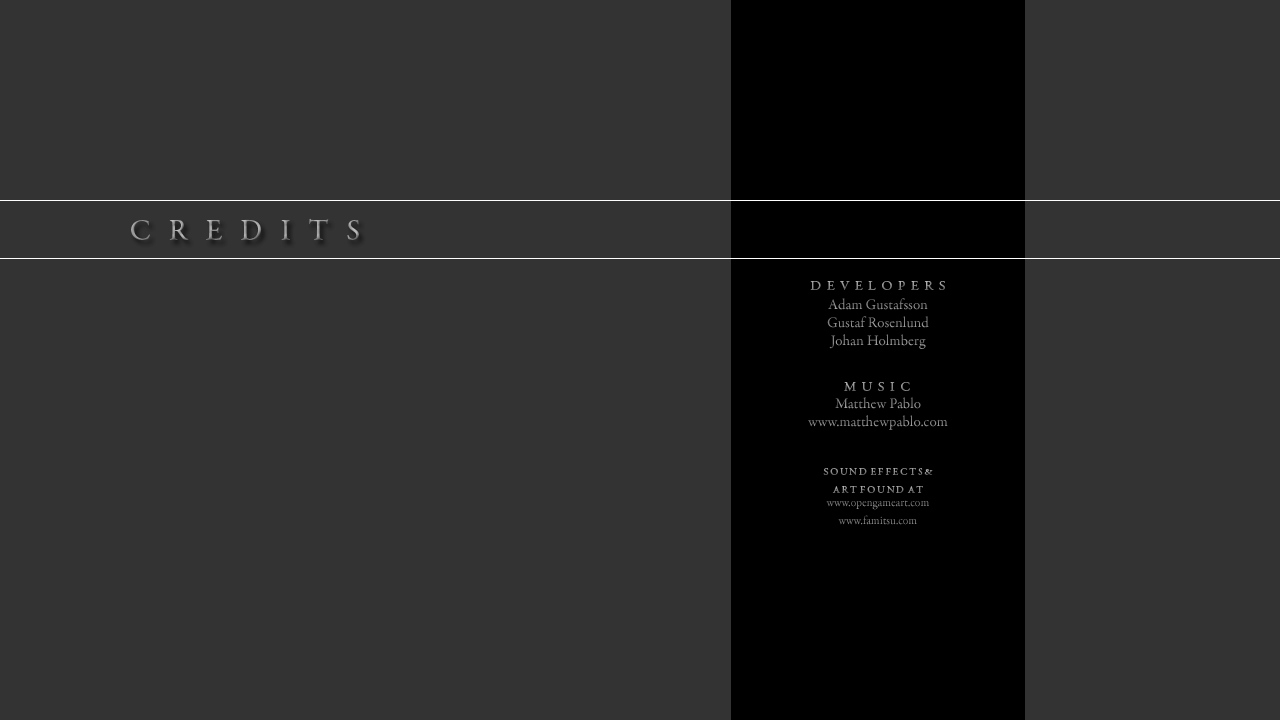 CREDITS
DEVELOPERS
Adam Gustafsson
Gustaf Rosenlund
Johan Holmberg
MUSIC
Matthew Pablo
www.matthewpablo.com
SOUND EFFECTS &
ART FOUND AT
www.opengameart.com
www.famitsu.com